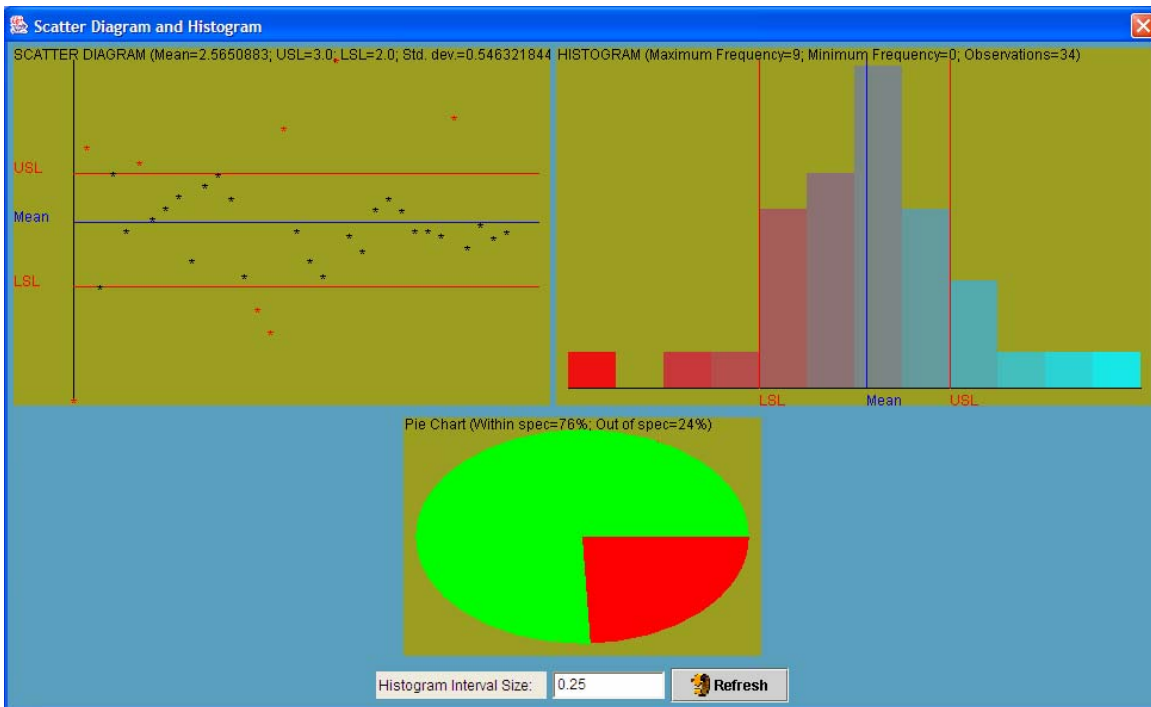 Scatter Diagram and Histogram
SCATTER DIAGRAM (Mean=2.5650883; USL=3.0; LSL=2.0; Std. dev.=0.546321844
HISTOGRAM (Maximum Frequency=9; Minimum Frequency=0; Observations=34)
USL
Mean
LSL
LSL
Mean
USL
Pie Chart (Within spec=76%; Out of spec=24%)
Histogram Interval Size:
0.25
Refresh